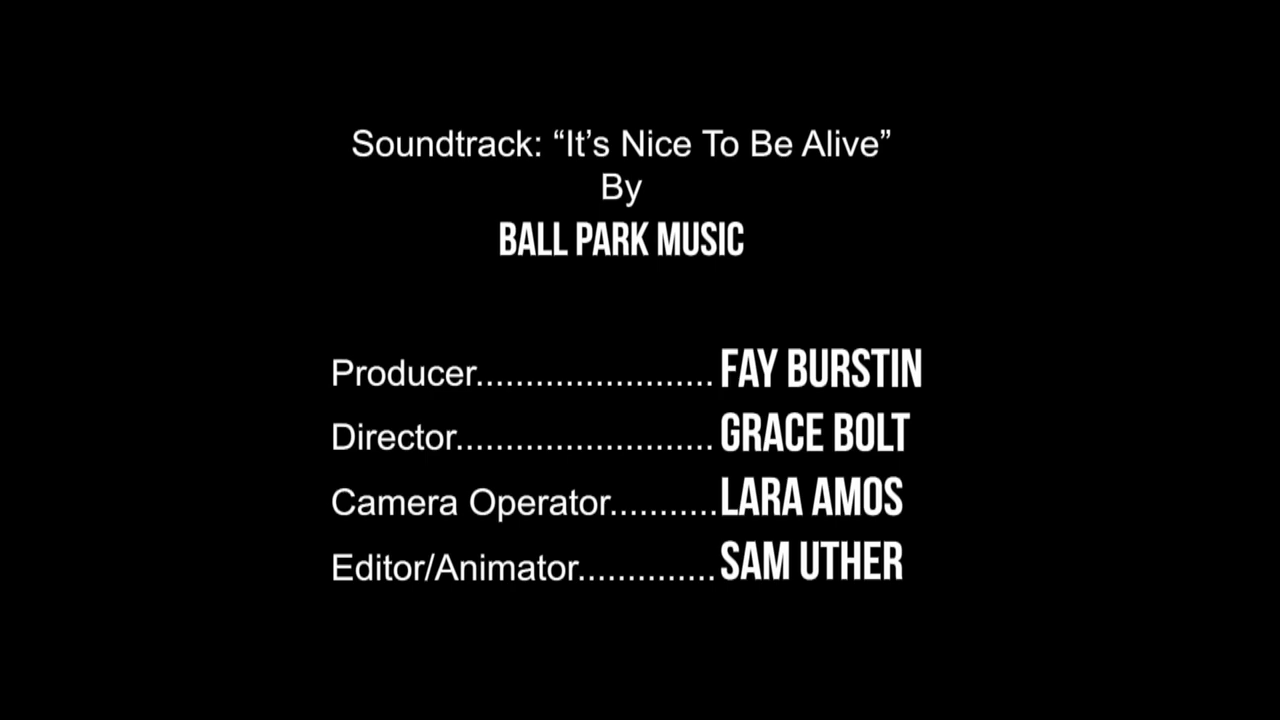 Soundtrack: “It’s Nice To Be Alive”
By
BALL PARK MUSIC
Producer........................ FAY BURSTIN
Director.......................... GRACE BOLT
Camera Operator...........LARA AMOS
Editor/Animator.............. SAM UTHER